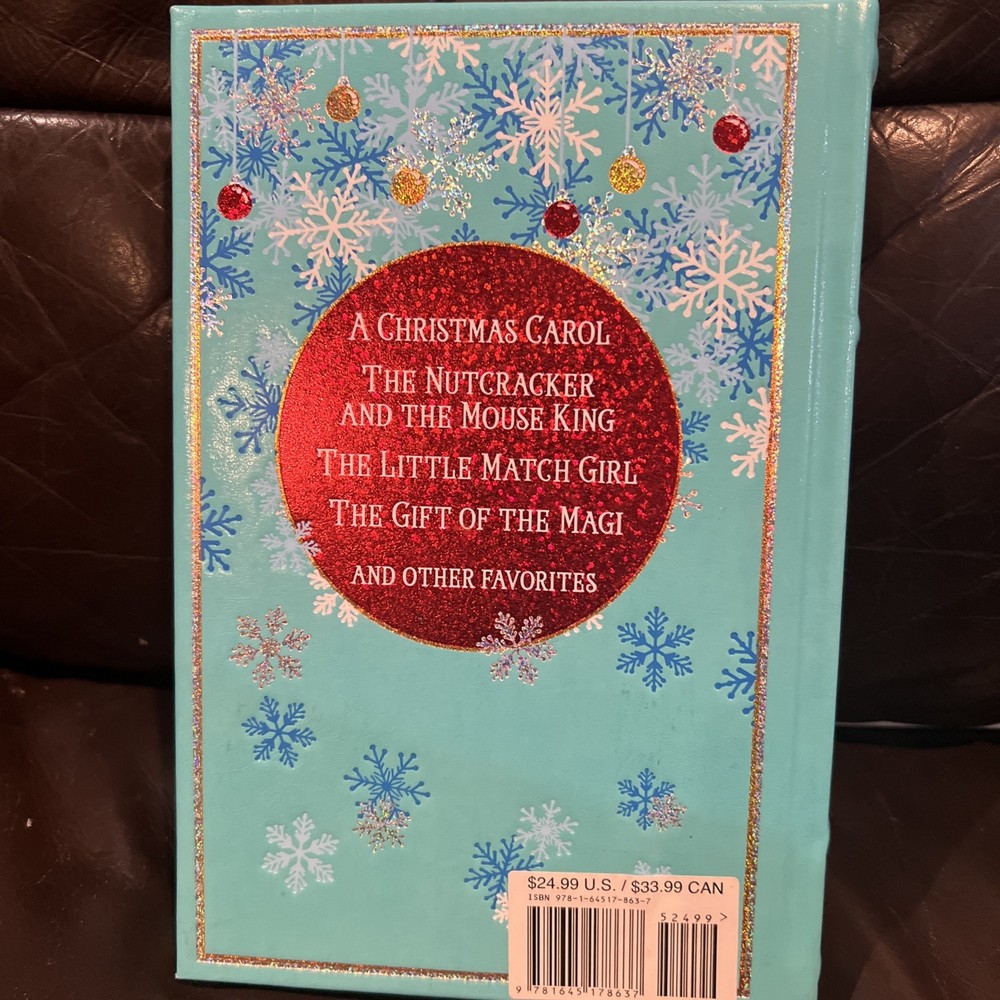 A CHRISTMAS CAROL
THE NUTCRACKER
AND THE MOUSE KING
THE LITTLE MATCH GIRL
THE GIFT OF THE MAGI
AND OTHER FAVORITES
$24.99 U.S. / $33.99 CAN
ISBN 978-1-64517-863-7
52499>
9 781645 178637